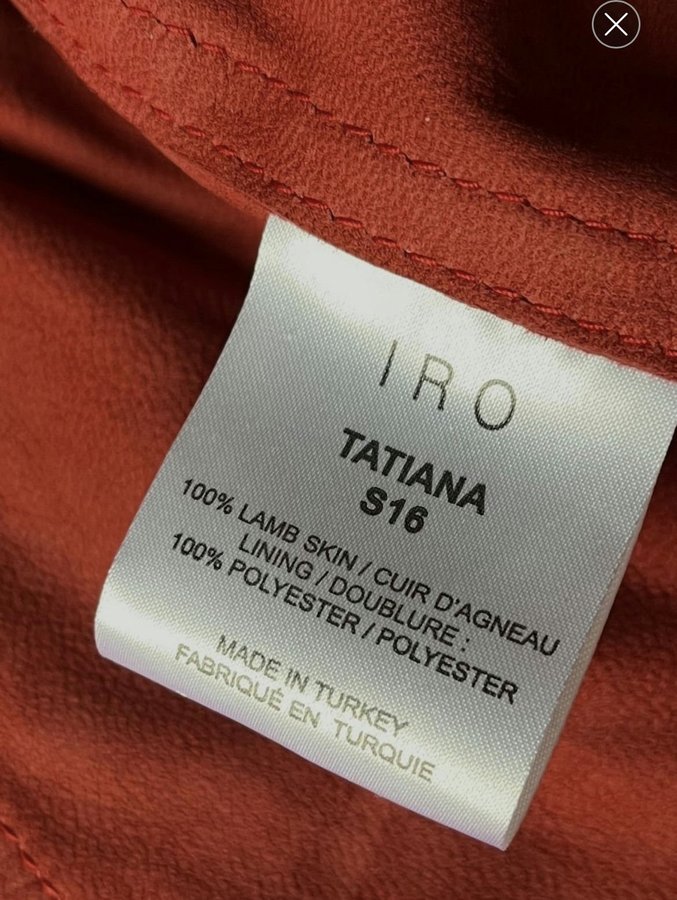 IRO
TATIANA
S16
100% LAMB SKIN / CUIR D'AGNEAU
LINING / DOUBLURE :
100% POLYESTER / POLYESTER
MADE IN TURKEY
FABRIQUÉ EN TURQUIE